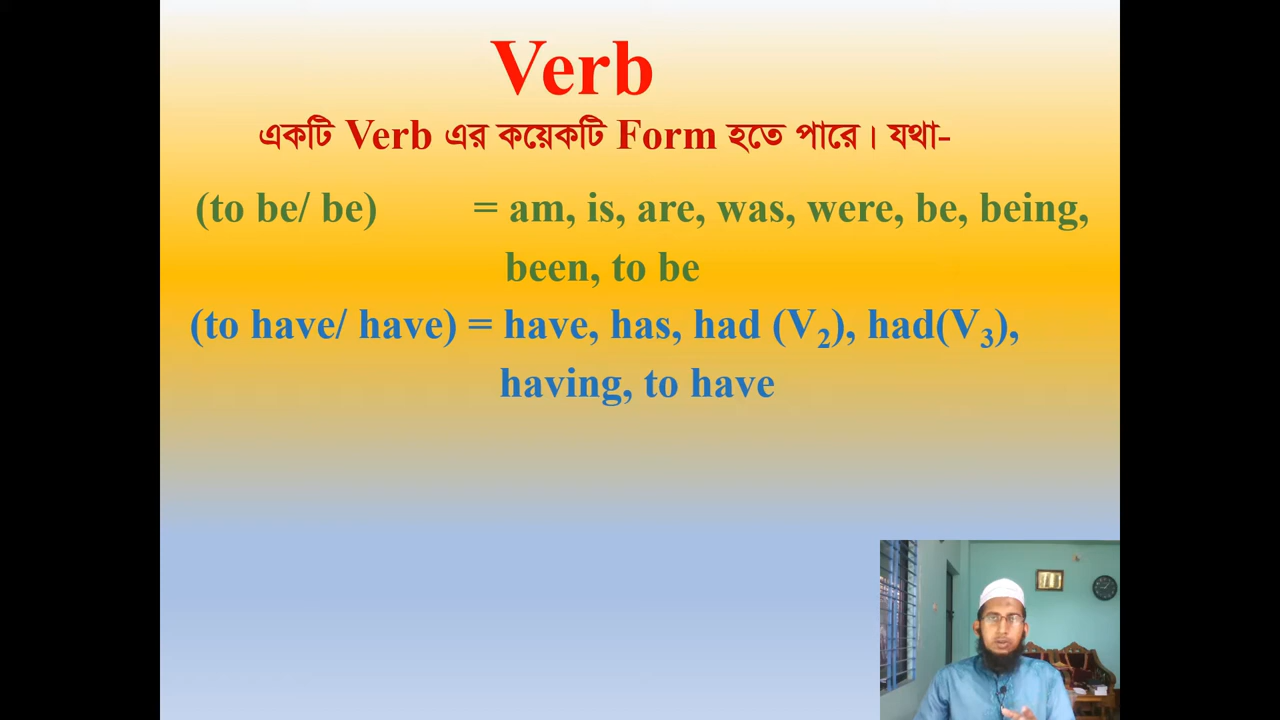 Verb
একটি Verb এর কয়েকটি Form হতে পারে। যথা-
(to be/ be) = am, is, are, was, were, be, being,
been, to be
(to have/ have) = have, has, had (V₂), had(V₃),
having, to have